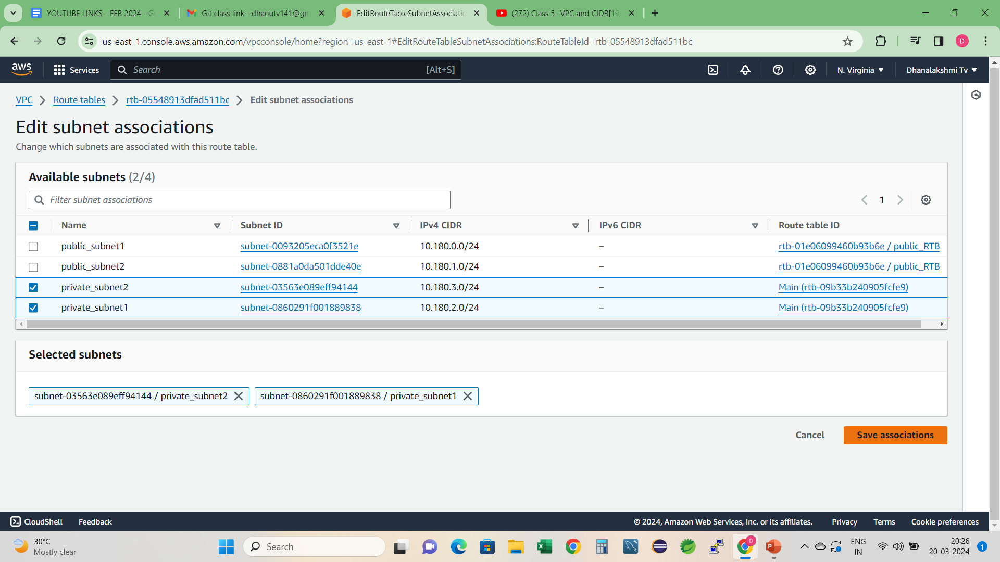 YOUTUBE LINKS - FEB 2024 - G
Git class link - dhanutv141@gm
EditRouteTableSubnetAssociatio
(272) Class 5- VPC and CIDR[19
us-east-1.console.aws.amazon.com/vpcconsole/home?region=us-east-1#EditRouteTableSubnetAssociations:RouteTableId=rtb-05548913dfad511bc
D
aws
Services
Search
[Alt+S]
N. Virginia
Dhanalakshmi Tv
VPC
Route tables
rtb-05548913dfad511bc
Edit subnet associations
Edit subnet associations
Change which subnets are associated with this route table.
Available subnets (2/4)
Filter subnet associations
1
Name
Subnet ID
IPv4 CIDR
IPv6 CIDR
Route table ID
public_subnet1
subnet-0093205eca0f3521e
10.180.0.0/24
–
rtb-01e06099460b93b6e / public_RTB
public_subnet2
subnet-0881a0da501dde40e
10.180.1.0/24
–
rtb-01e06099460b93b6e / public_RTB
private_subnet2
subnet-03563e089eff94144
10.180.3.0/24
–
Main (rtb-09b33b240905fcfe9)
private_subnet1
subnet-0860291f001889838
10.180.2.0/24
–
Main (rtb-09b33b240905fcfe9)
Selected subnets
subnet-03563e089eff94144 / private_subnet2
subnet-0860291f001889838 / private_subnet1
Cancel
Save associations
CloudShell
Feedback
© 2024, Amazon Web Services, Inc. or its affiliates.
Privacy
Terms
Cookie preferences
30°C
Mostly clear
Search
D
ENG
IN
20:26
20-03-2024
1